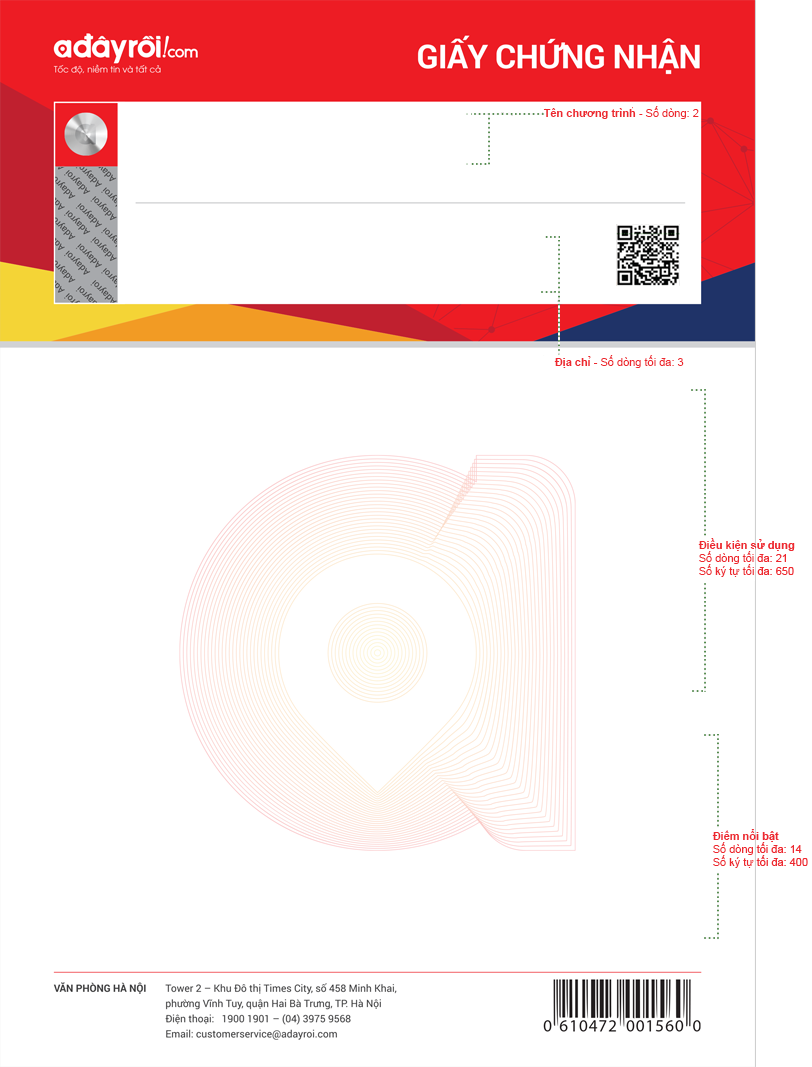 ađâyrồi!.com
Tốc độ, niềm tin và tất cả
GIẤY CHỨNG NHẬN
Tên chương trình - Số dòng: 2
Adayroi Adayroi Adayroi
Địa chỉ - Số dòng tối đa: 3
Điều kiện sử dụng
Số dòng tối đa: 21
Số ký tự tối đa: 650
Điểm nổi bật
Số dòng tối đa: 14
Số ký tự tối đa: 400
VĂN PHÒNG HÀ NỘI
Tower 2 – Khu Đô thị Times City, số 458 Minh Khai,
phường Vĩnh Tuy, quận Hai Bà Trưng, TP. Hà Nội
Điện thoại: 1900 1901 – (04) 3975 9568
Email: customerservice@adayroi.com
0 610472 001560 0